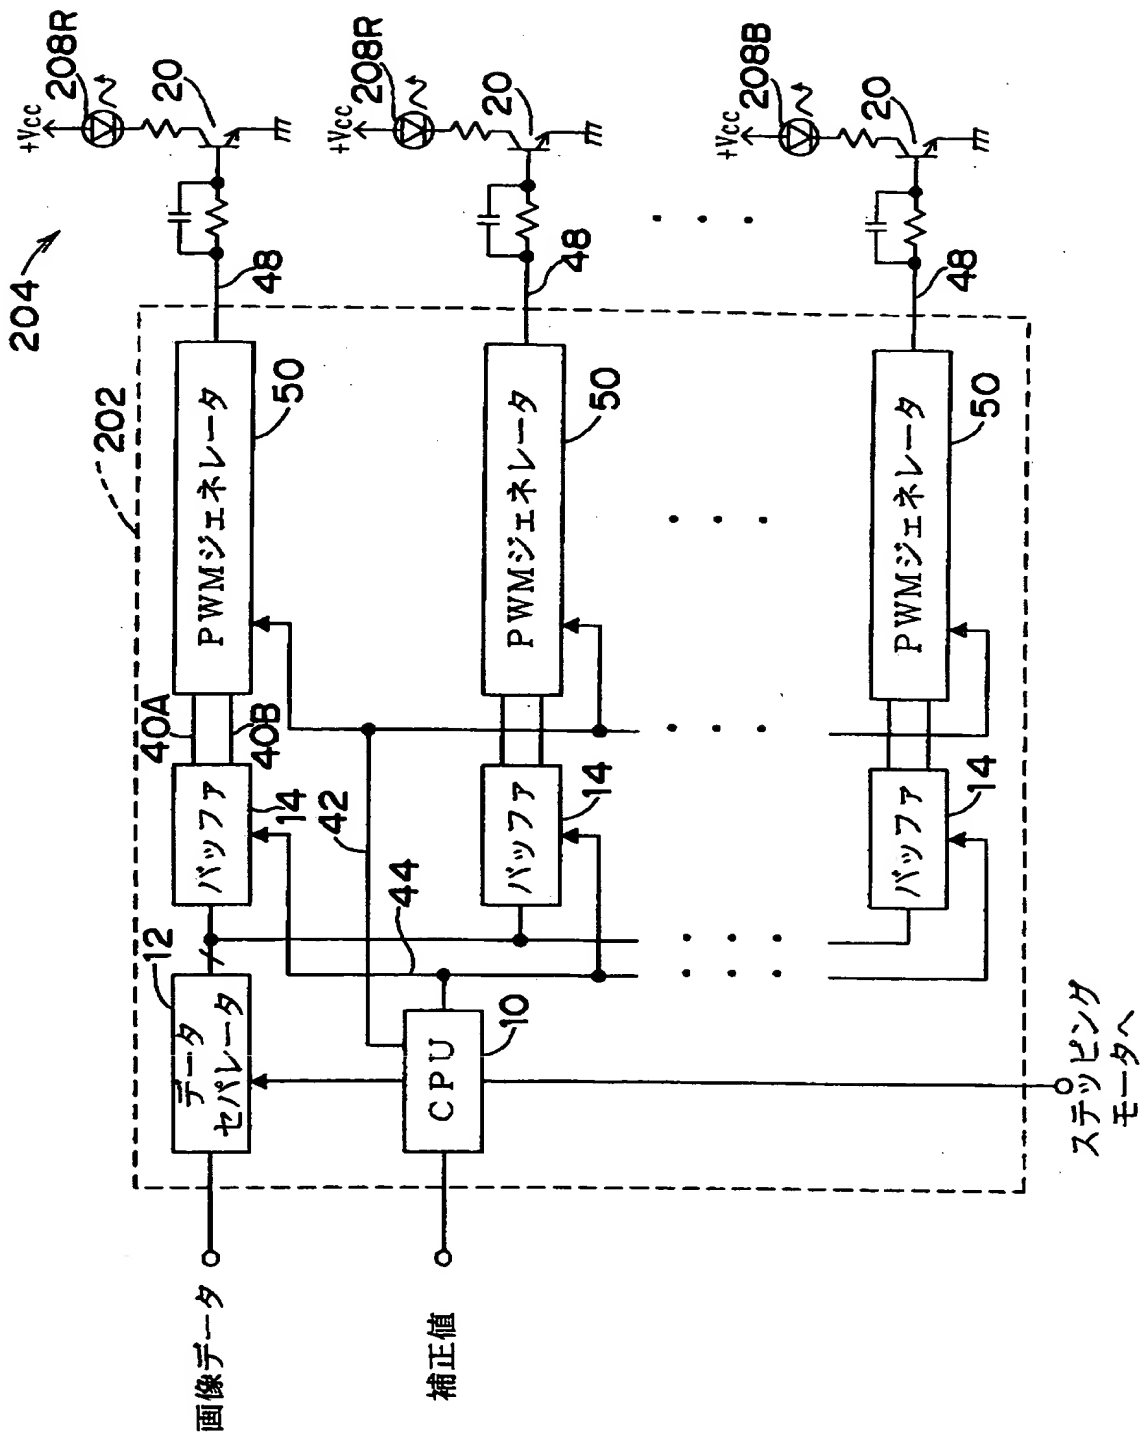 204
202
画像データ
データ
セパレータ
12
バッファ
14
40A
40B
PWMジェネレータ
50
48
20
208R
+Vcc
補正値
CPU
10
42
44
バッファ
14
PWMジェネレータ
50
48
20
208R
+Vcc
バッファ
14
PWMジェネレータ
50
48
20
208B
+Vcc
ステッピング
モータへ